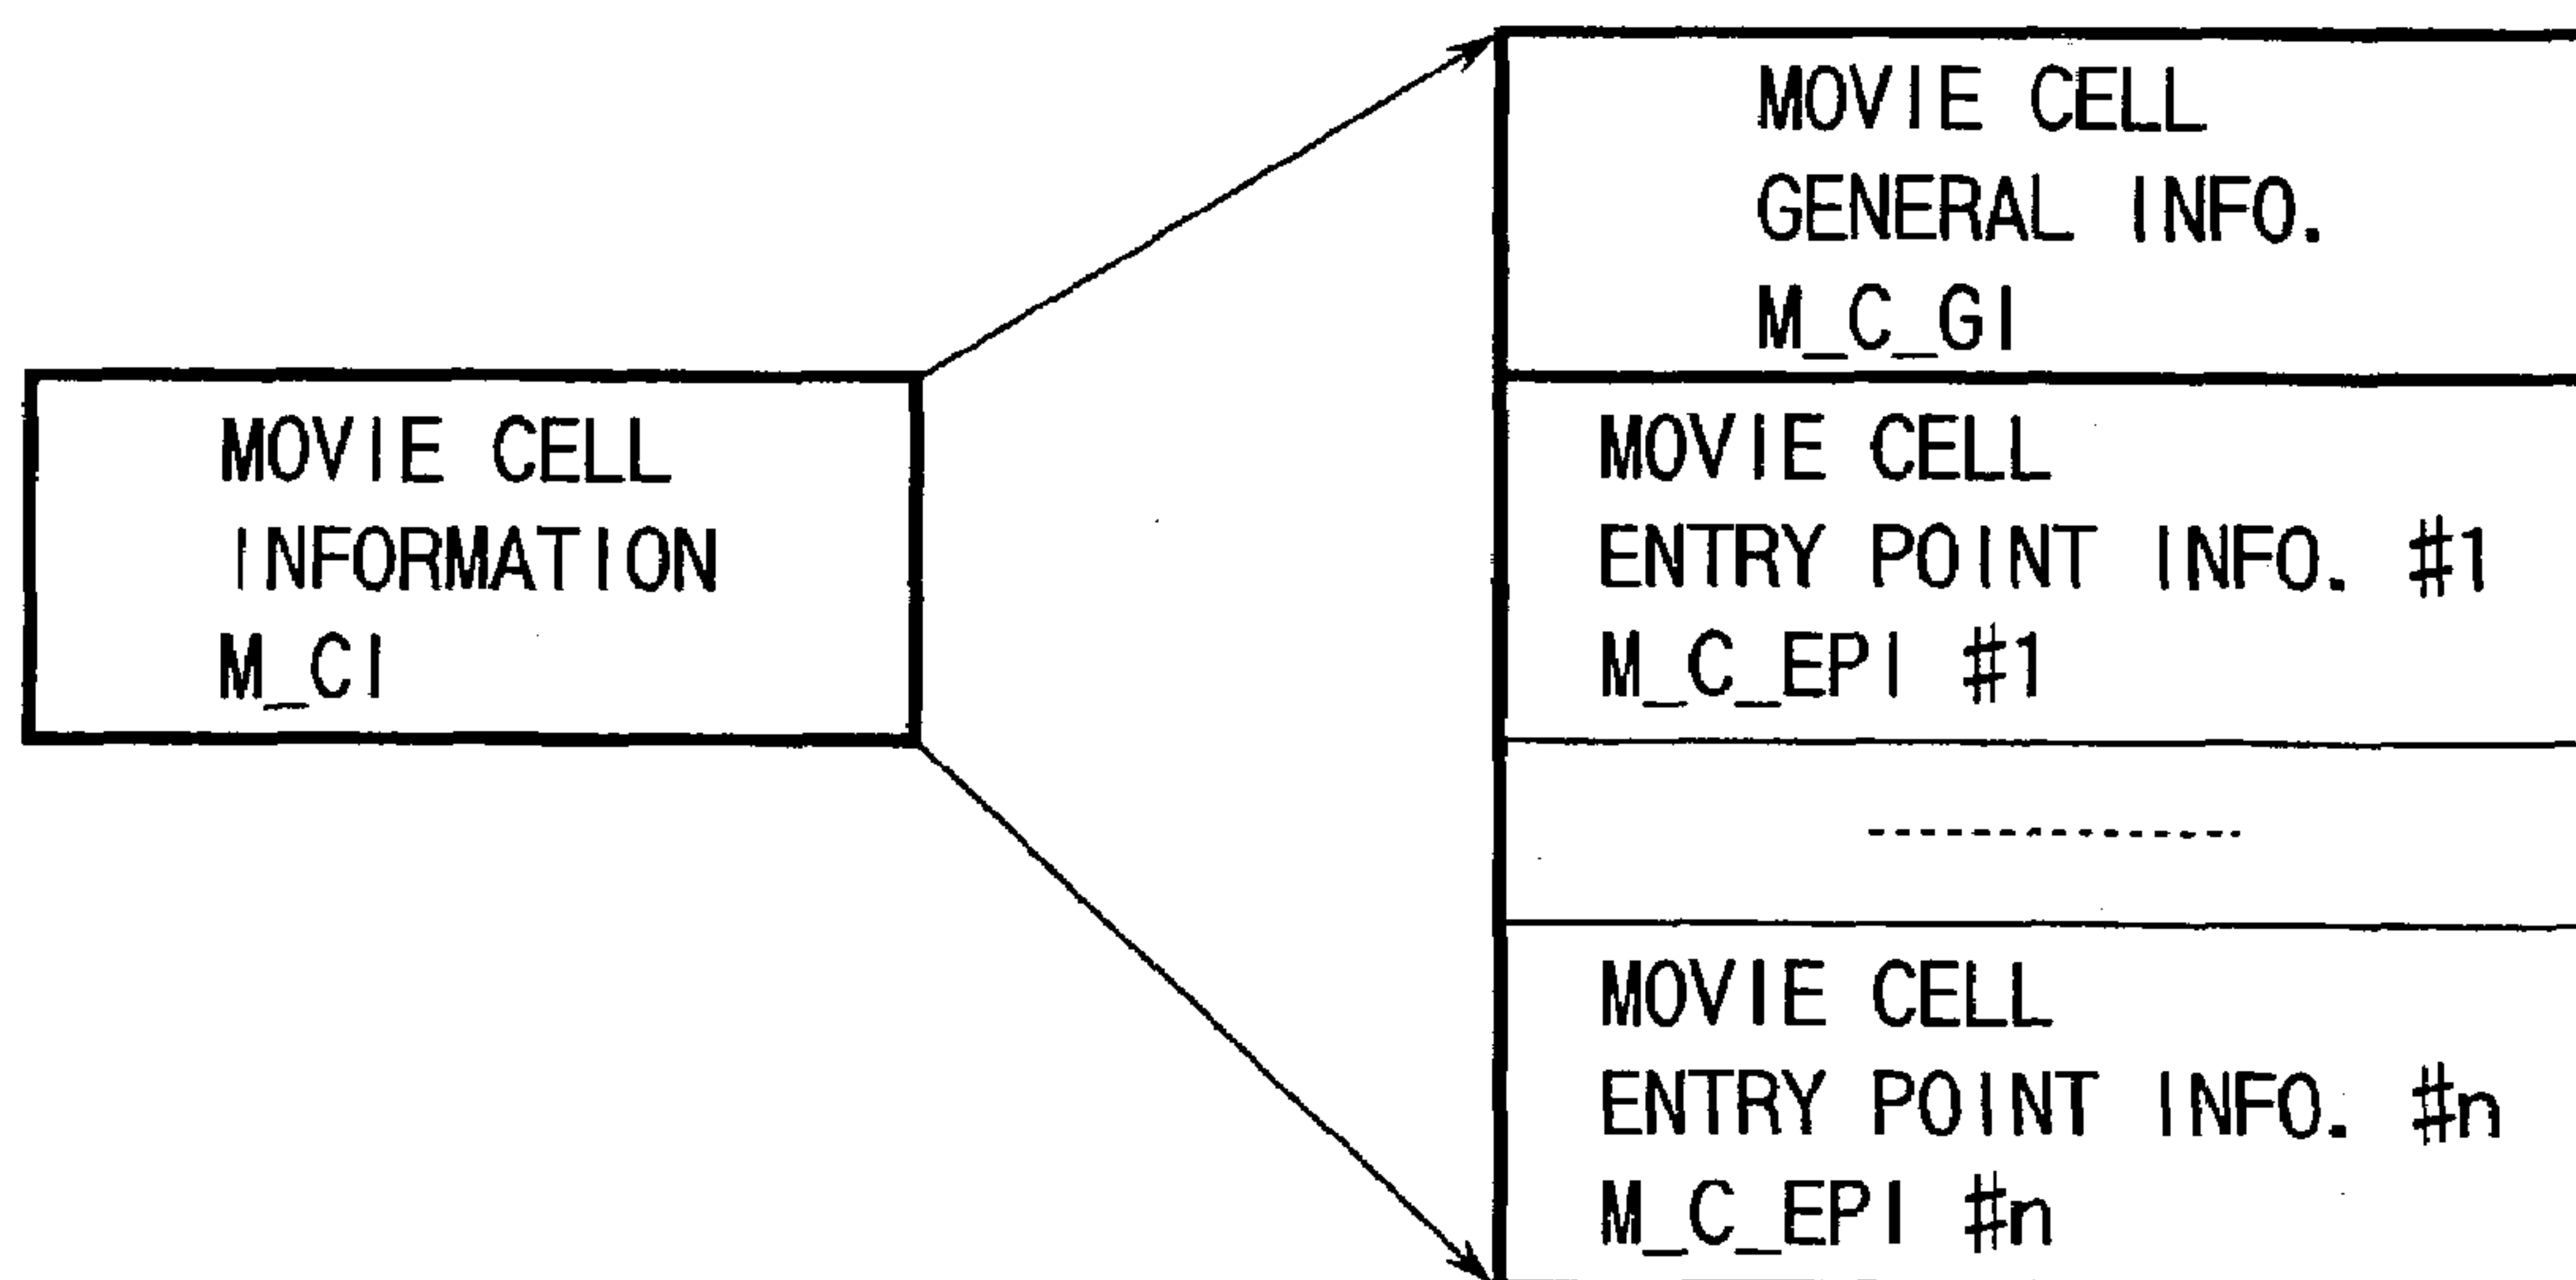 MOVIE CELL
INFORMATION
M_CI
MOVIE CELL
GENERAL INFO.
M_C_GI
MOVIE CELL
ENTRY POINT INFO. #1
M_C_EPI #1
MOVIE CELL
ENTRY POINT INFO. #n
M_C_EPI #n